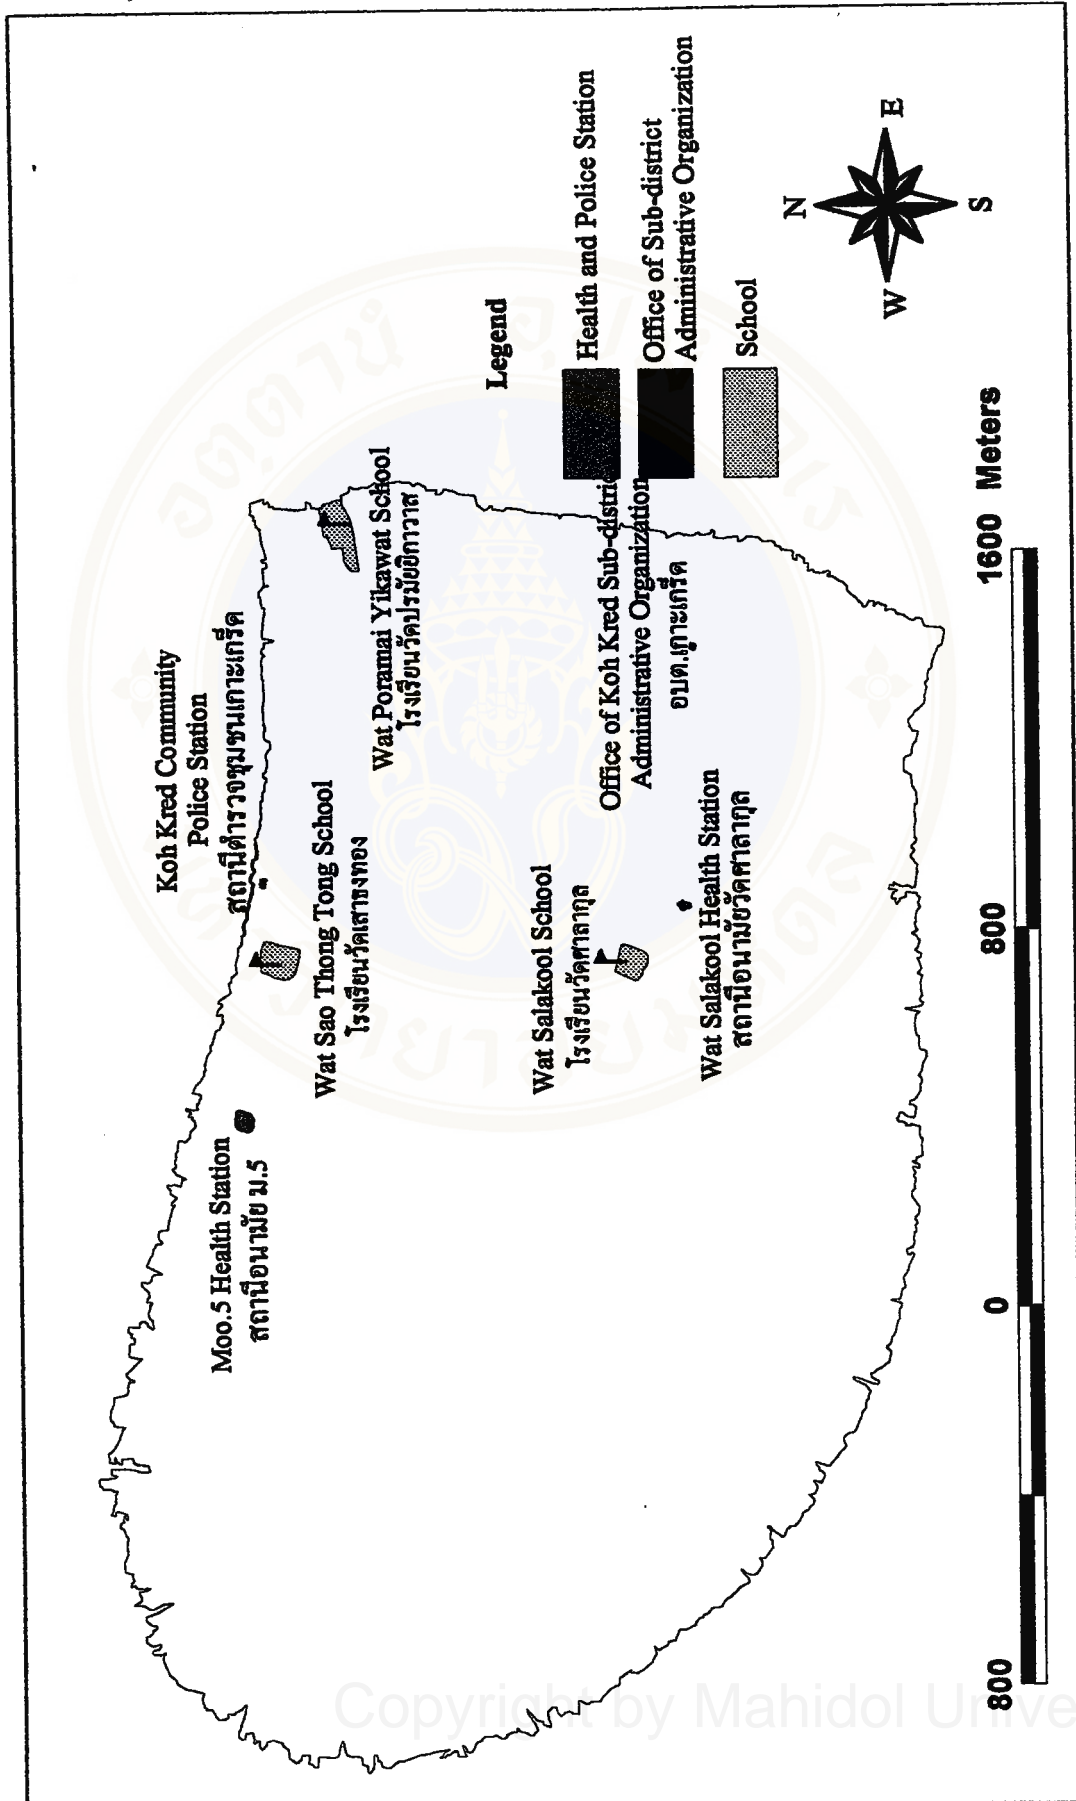 Koh Kred Community
Police Station
สถานีตำรวจชุมชนเกาะเกร็ด
Moo.5 Health Station
สถานีอนามัย ม.5
Wat Sao Thong Tong School
โรงเรียนวัดเสาธงทอง
Wat Poramai Yikawat School
โรงเรียนวัดปรมัยยิกาวาส
Wat Salakool School
โรงเรียนวัดศาลากุล
Office of Koh Kred Sub-distric
Administrative Organization
อบต.เกาะเกร็ด
Wat Salakool Health Station
สถานีอนามัยวัดศาลากุล
Legend
Health and Police Station
Office of Sub-district
Administrative Organization
School
N
W
E
S
800
0
800
1600 Meters
Copyright by Mahidol Unive